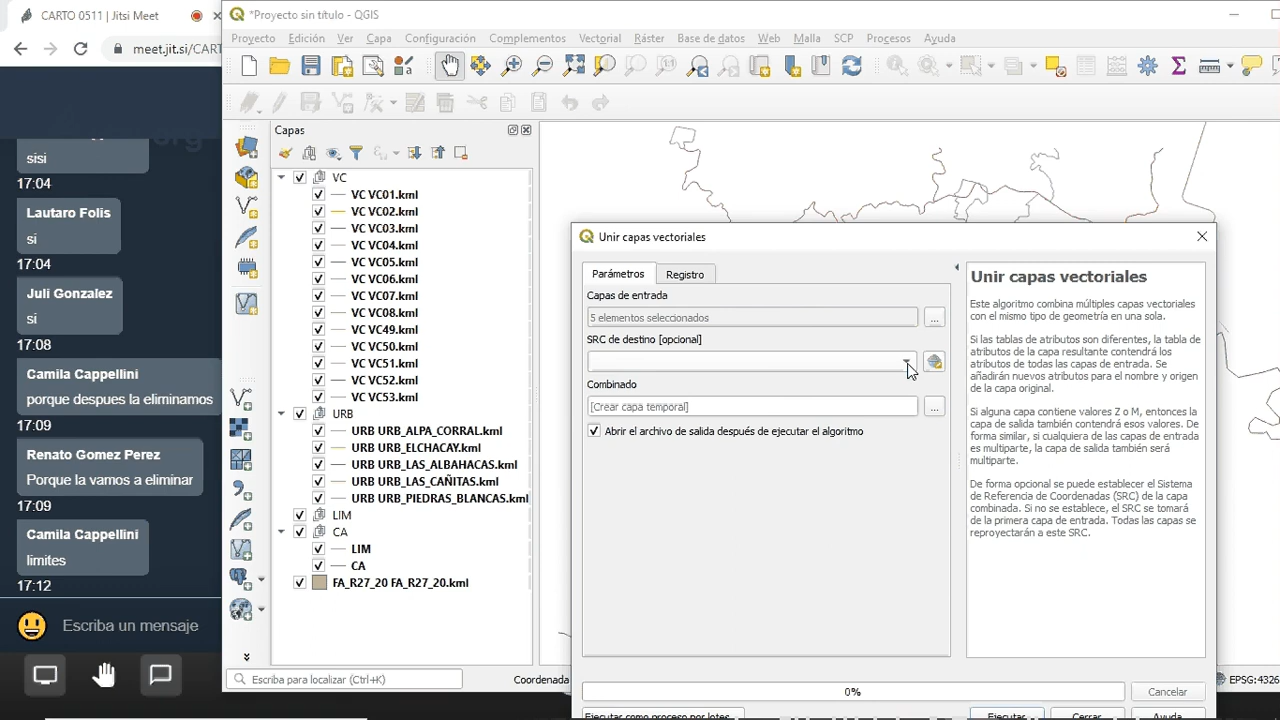 CARTO 0511 | Jitsi Meet
meet.jit.si/CART
sisi
17:04
Lautaro Folis
si
17:04
Juli Gonzalez
si
17:08
Camila Cappellini
porque despues la eliminamos
17:09
Renato Gomez Perez
Porque la vamos a eliminar
17:09
Camila Cappellini
limites
17:12
Escriba un mensaje
*Proyecto sin título - QGIS
Proyecto Edición Ver Capa Configuración Complementos Vectorial Ráster Base de datos Web Malla SCP Procesos Ayuda
Capas
VC
VC VC01.kml
VC VC02.kml
VC VC03.kml
VC VC04.kml
VC VC05.kml
VC VC06.kml
VC VC07.kml
VC VC08.kml
VC VC49.kml
VC VC50.kml
VC VC51.kml
VC VC52.kml
VC VC53.kml
URB
URB URB_ALPA_CORRAL.kml
URB URB_ELCHACAY.kml
URB URB_LAS_ALBAHACAS.kml
URB URB_LAS_CAÑITAS.kml
URB URB_PIEDRAS_BLANCAS.kml
LIM
CA
LIM
CA
FA_R27_20 FA_R27_20.kml
Escriba para localizar (Ctrl+K)
Coordenada
EPSG:4326
Unir capas vectoriales
Parámetros Registro
Capas de entrada
5 elementos seleccionados
...
SRC de destino [opcional]
Combinado
[Crear capa temporal]
...
Abrir el archivo de salida después de ejecutar el algoritmo
Unir capas vectoriales
Este algoritmo combina múltiples capas vectoriales
con el mismo tipo de geometría en una sola.
Si las tablas de atributos son diferentes, la tabla de
atributos de la capa resultante contendrá los
atributos de todas las capas de entrada. Se
añadirán nuevos atributos para el nombre y origen
de la capa original.
Si alguna capa contiene valores Z o M, entonces la
capa de salida también contendrá esos valores. De
forma similar, si cualquiera de las capas de entrada
es multiparte, la capa de salida también será
multiparte.
De forma opcional se puede establecer el Sistema
de Referencia de Coordenadas (SRC) de la capa
combinada. Si no se establece, el SRC se tomará
de la primera capa de entrada. Todas las capas se
reproyectarán a este SRC.
0%
Cancelar
Ejecutar como proceso por lotes...
Ejecutar
Cerrar
Ayuda